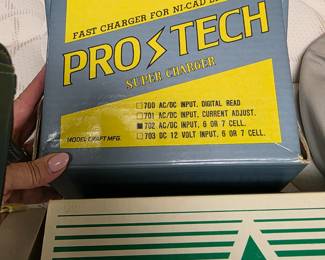 FAST CHARGER FOR NI-CAD
PRO TECH
SUPER CHARGER
700 AC/DC INPUT, DIGITAL READ
701 AC/DC INPUT, CURRENT ADJUST.
702 AC/DC INPUT, 6 OR 7 CELL.
703 DC 12 VOLT INPUT, 6 OR 7 CELL.
MODEL CRAFT MFG.